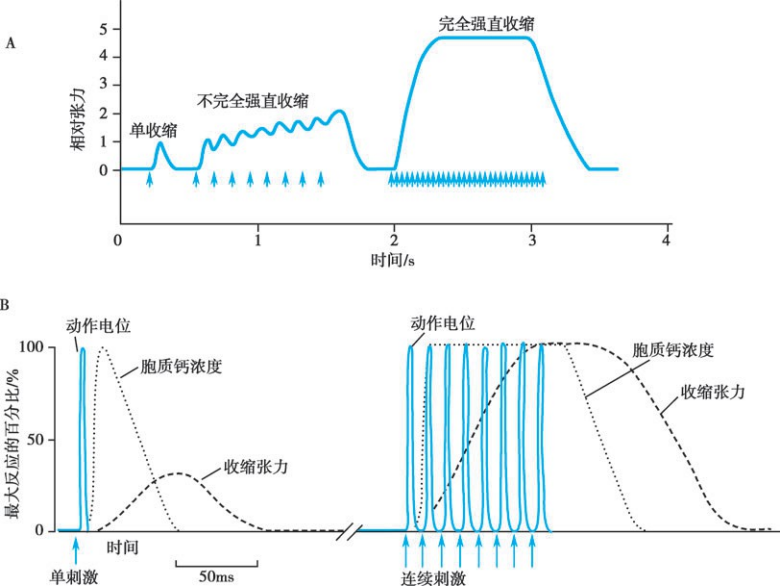 A
相对张力
5
4
3
2
1
0
单收缩
不完全强直收缩
完全强直收缩
0
1
2
3
4
时间/s
B
最大反应的百分比/%
100
50
0
动作电位
胞质钙浓度
收缩张力
时间
50ms
单刺激
动作电位
胞质钙浓度
收缩张力
连续刺激